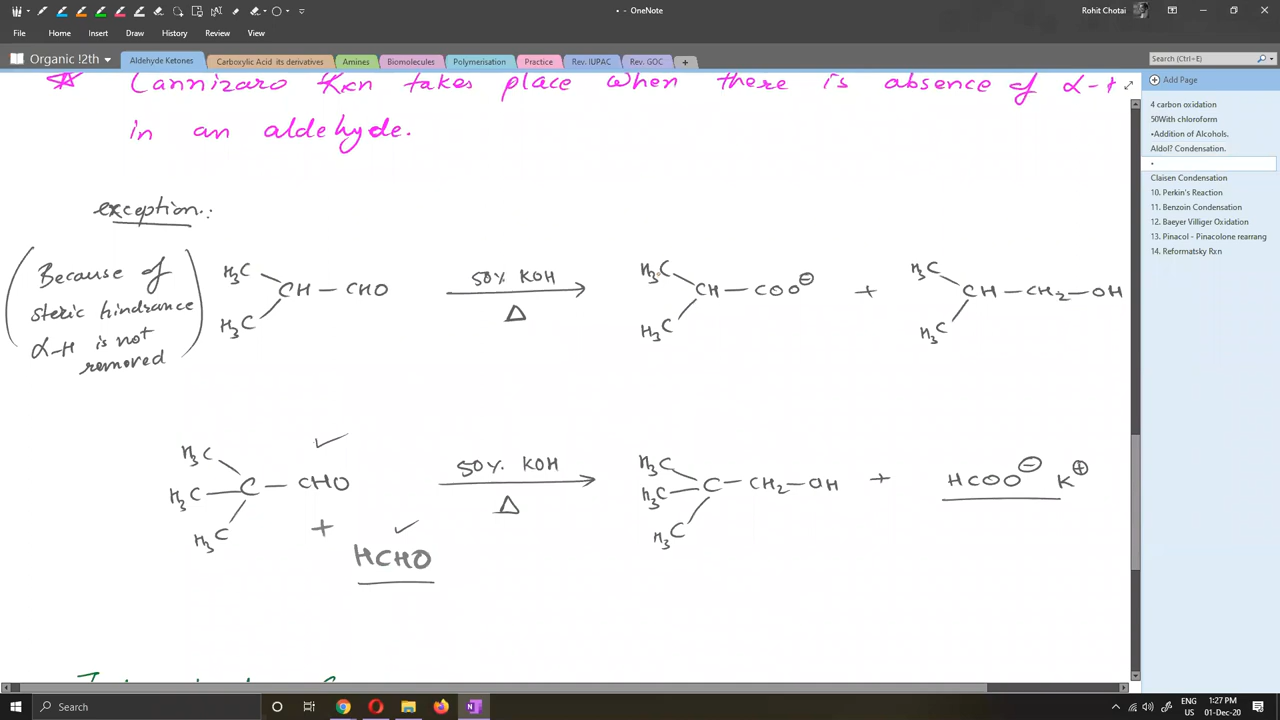 • - OneNote
Rohit Chotai
File Home Insert Draw History Review View
Organic !2th
Aldehyde Ketones
Carboxylic Acid its derivatives
Amines
Biomolecules
Polymerisation
Practice
Rev. IUPAC
Rev. GOC
Search (Ctrl+E)
Add Page
4 carbon oxidation
50With chloroform
•Addition of Alcohols.
Aldol? Condensation.
•
Claisen Condensation
10. Perkin's Reaction
11. Benzoin Condensation
12. Baeyer Villiger Oxidation
13. Pinacol - Pinacolone rearrang
14. Reformatsky Rxn
Cannizaro Rxn takes place when there is absence of α-H
in an aldehyde.
exception :
(Because of
steric hindrance
α-H is not
removed)
H3C H3C CH - CHO 50% KOH Δ H3C H3C CH - COO⊖ + H3C H3C CH - CH2 - OH
H3C H3C H3C C - CHO + HCHO 50% KOH Δ H3C H3C H3C C - CH2 - OH + HCOO⊖ K⊕
Search
ENG
US
1:27 PM
01-Dec-20